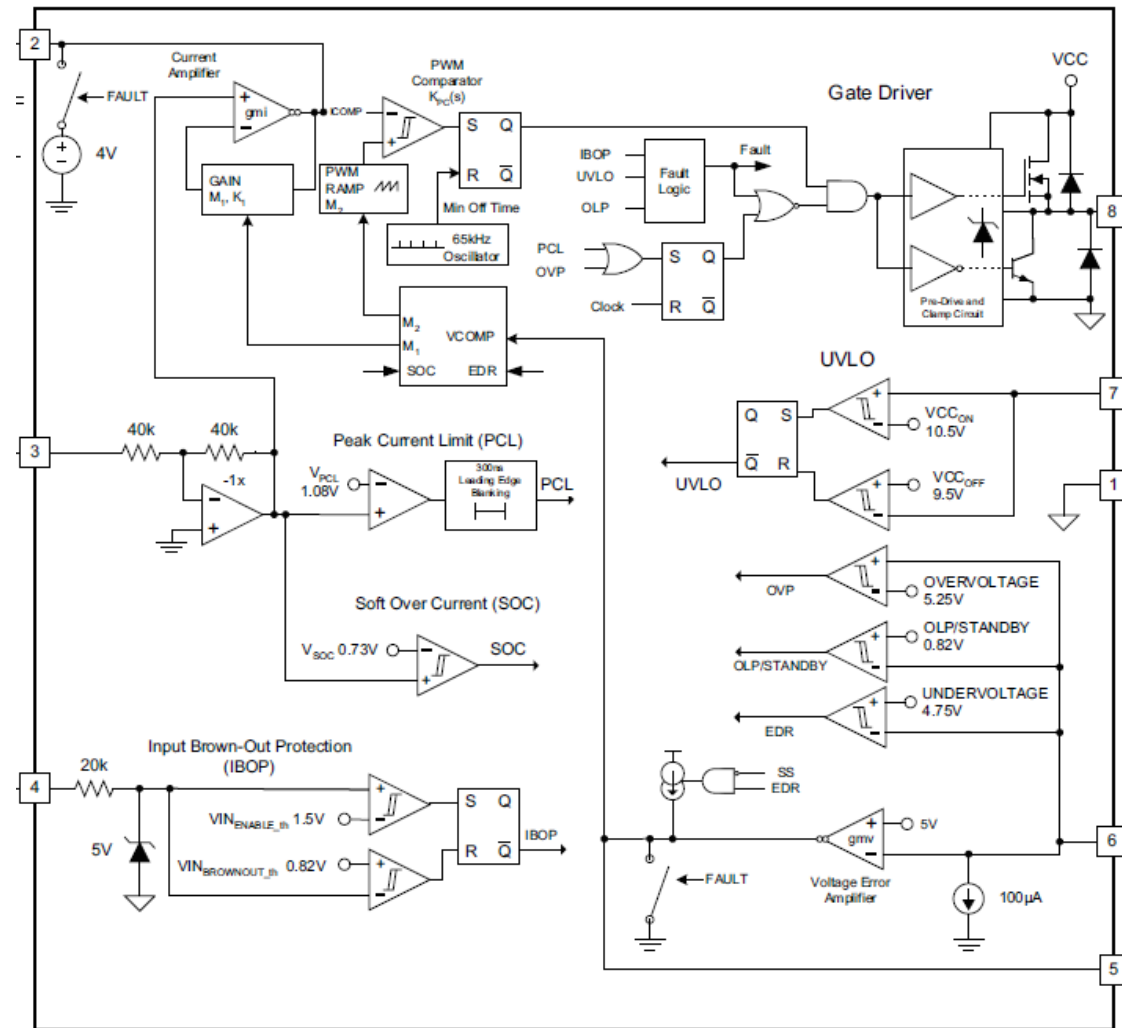 2
FAULT
4V
Current
Amplifier
+
gmi
−
ICOMP
GAIN
M1, K1
PWM
Comparator
KPC(s)
−
+
PWM
RAMP
M2
S Q
R Q̅
Min Off Time
65kHz
Oscillator
M2
M1
VCOMP
SOC EDR
IBOP
UVLO
OLP
Fault
Logic
Fault
PCL
OVP
Clock
S Q
R Q̅
Gate Driver
VCC
Pre-Drive and
Clamp Circuit
8
3
40k
40k
-1x
−
+
Peak Current Limit (PCL)
VPCL
1.08V
−
+
300ns
Leading Edge
Blanking
PCL
Soft Over Current (SOC)
VSOC 0.73V
−
+
SOC
UVLO
7
Q S
Q̅ R
UVLO
+
−
VCCON
10.5V
+
−
VCCOFF
9.5V
1
+
−
OVP
OVERVOLTAGE
5.25V
+
−
OLP/STANDBY
OLP/STANDBY
0.82V
+
−
EDR
UNDERVOLTAGE
4.75V
Input Brown-Out Protection
(IBOP)
4
20k
5V
VINENABLE_th 1.5V
+
−
VINBROWNOUT_th 0.82V
+
−
S Q
R Q̅
IBOP
SS
EDR
FAULT
+
gmv
−
5V
Voltage Error
Amplifier
100µA
6
5